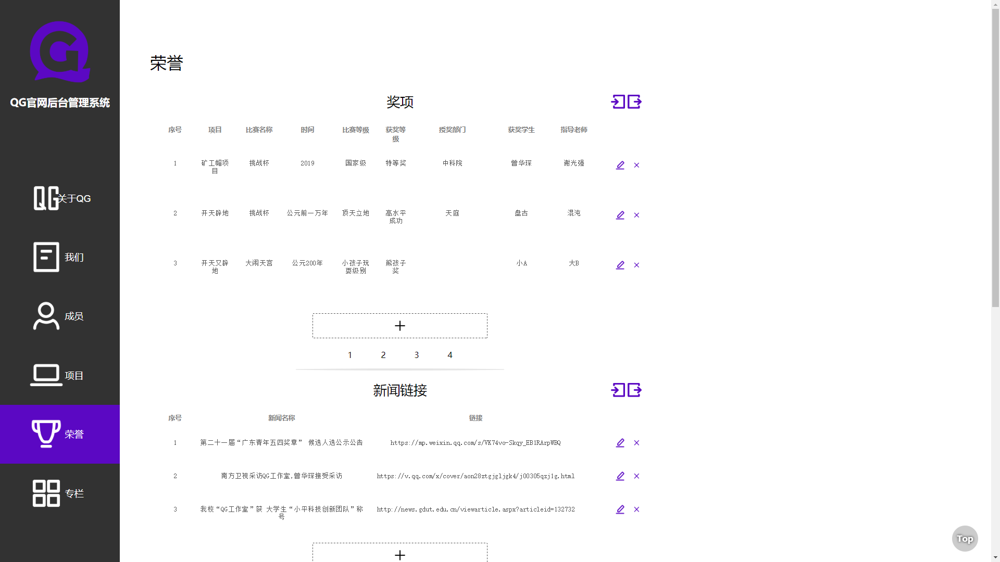 QG官网后台管理系统
关于QG
我们
成员
项目
荣誉
专栏
荣誉
奖项
序号 项目 比赛名称 时间 比赛等级 获奖等级 授奖部门 获奖学生 指导老师
1 矿工帽项目 挑战杯 2019 国家级 特等奖 中科院 曾华琛 谢光强
2 开天辟地 挑战杯 公元前一万年 顶天立地 高水平成功 天庭 盘古 混沌
3 开天又辟地 大闹天宫 公元200年 小孩子玩耍级别 熊孩子奖 小A 大B
1 2 3 4
新闻链接
序号 新闻名称 链接
1 第二十一届“广东青年五四奖章” 候选人选公示公告 https://mp.weixin.qq.com/s/VK74vo-Skqy_EB1RArpWBQ
2 南方卫视采访QG工作室,曾华琛接受采访 https://v.qq.com/x/cover/aon28ztgjgljgk4/j00305qzj1g.html
3 我校“QG工作室”获 大学生“小平科技创新团队”称号 http://news.gdut.edu.cn/viewarticle.aspx?articleid=132732
Top